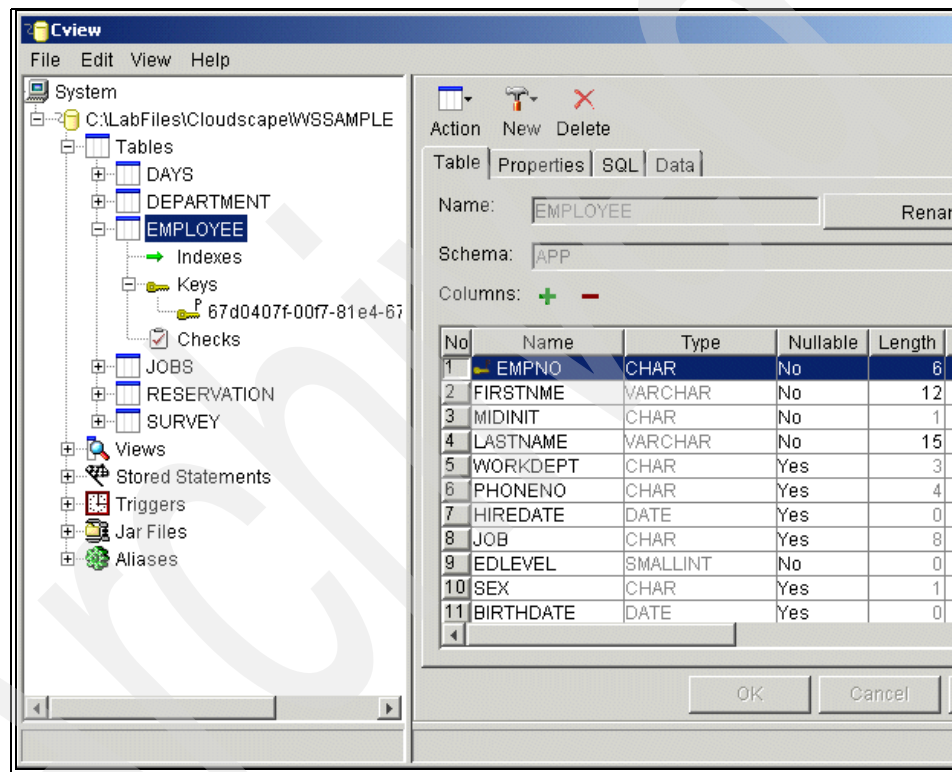 Cview
File Edit View Help
System
C:\LabFiles\Cloudscape\WSSAMPLE
Tables
DAYS
DEPARTMENT
EMPLOYEE
Indexes
Keys
67d0407f-00f7-81e4-67
Checks
JOBS
RESERVATION
SURVEY
Views
Stored Statements
Triggers
Jar Files
Aliases
Action New Delete
Table Properties SQL Data
Name: EMPLOYEE Renar
Schema: APP
Columns:
No Name Type Nullable Length
1 EMPNO CHAR No 6
2 FIRSTNME VARCHAR No 12
3 MIDINIT CHAR No 1
4 LASTNAME VARCHAR No 15
5 WORKDEPT CHAR Yes 3
6 PHONENO CHAR Yes 4
7 HIREDATE DATE Yes 0
8 JOB CHAR Yes 8
9 EDLEVEL SMALLINT No 0
10 SEX CHAR Yes 1
11 BIRTHDATE DATE Yes 0
OK Cancel